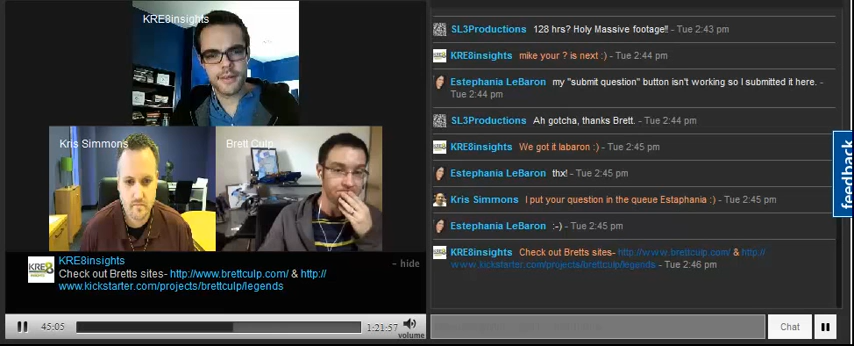 KRE8insights
Kris Simmons
Brett Culp
KRE8
KRE8insights
– hide
Check out Bretts sites- http://www.brettculp.com/ & http://
www.kickstarter.com/projects/brettculp/legends
45:05
1:21:57
volume
SL3Productions 128 hrs? Holy Massive footage!! - Tue 2:43 pm
KRE8insights mike your ? is next :) - Tue 2:44 pm
Estephania LeBaron my "submit question" button isn't working so I submitted it here. -
Tue 2:44 pm
SL3Productions Ah gotcha, thanks Brett. - Tue 2:44 pm
KRE8insights We got it labaron :) - Tue 2:45 pm
Estephania LeBaron thx! - Tue 2:45 pm
Kris Simmons I put your question in the queue Estaphania :) - Tue 2:45 pm
Estephania LeBaron :-) - Tue 2:45 pm
KRE8insights Check out Bretts sites- http://www.brettculp.com/ & http://
www.kickstarter.com/projects/brettculp/legends - Tue 2:46 pm
Chat
feedback